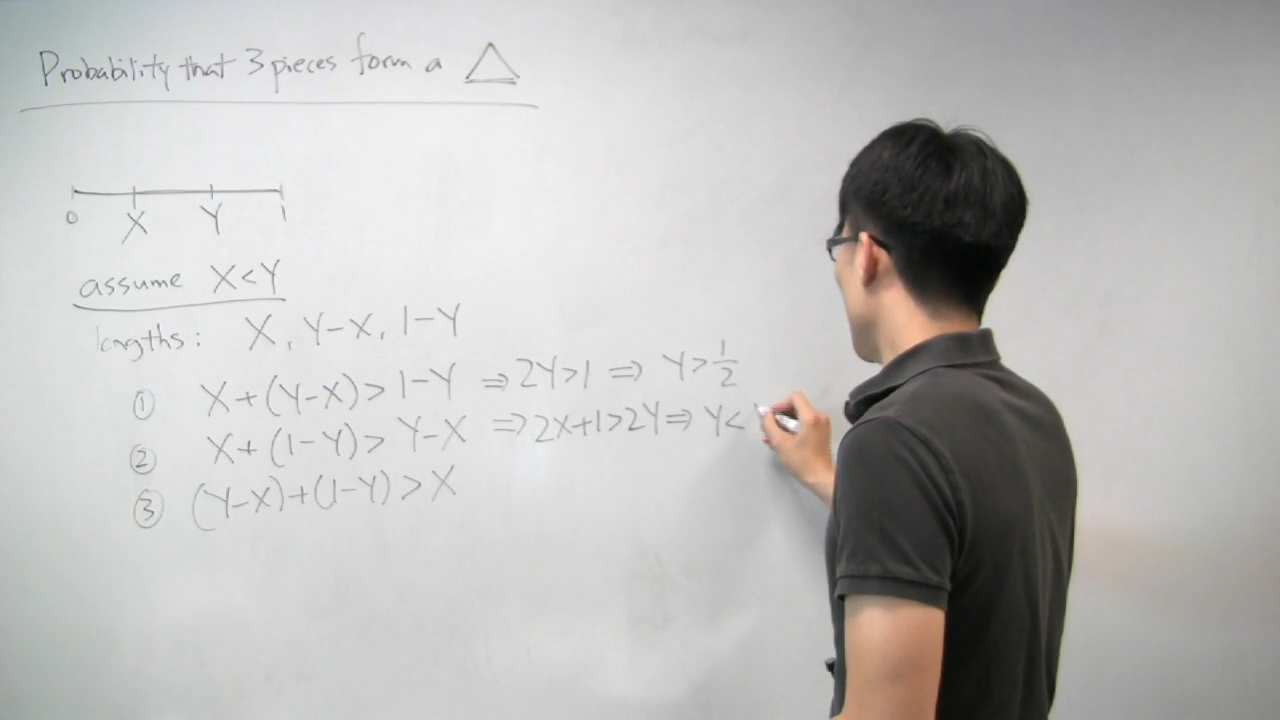 Probability that 3 pieces form a △
0 X Y 1
assume X<Y
lengths: X, Y-X, 1-Y
① X+(Y-X)>1-Y ⇒2Y>1 ⇒ Y>1/2
② X+(1-Y)>Y-X ⇒2X+1>2Y⇒ Y<
③ (Y-X)+(1-Y)>X